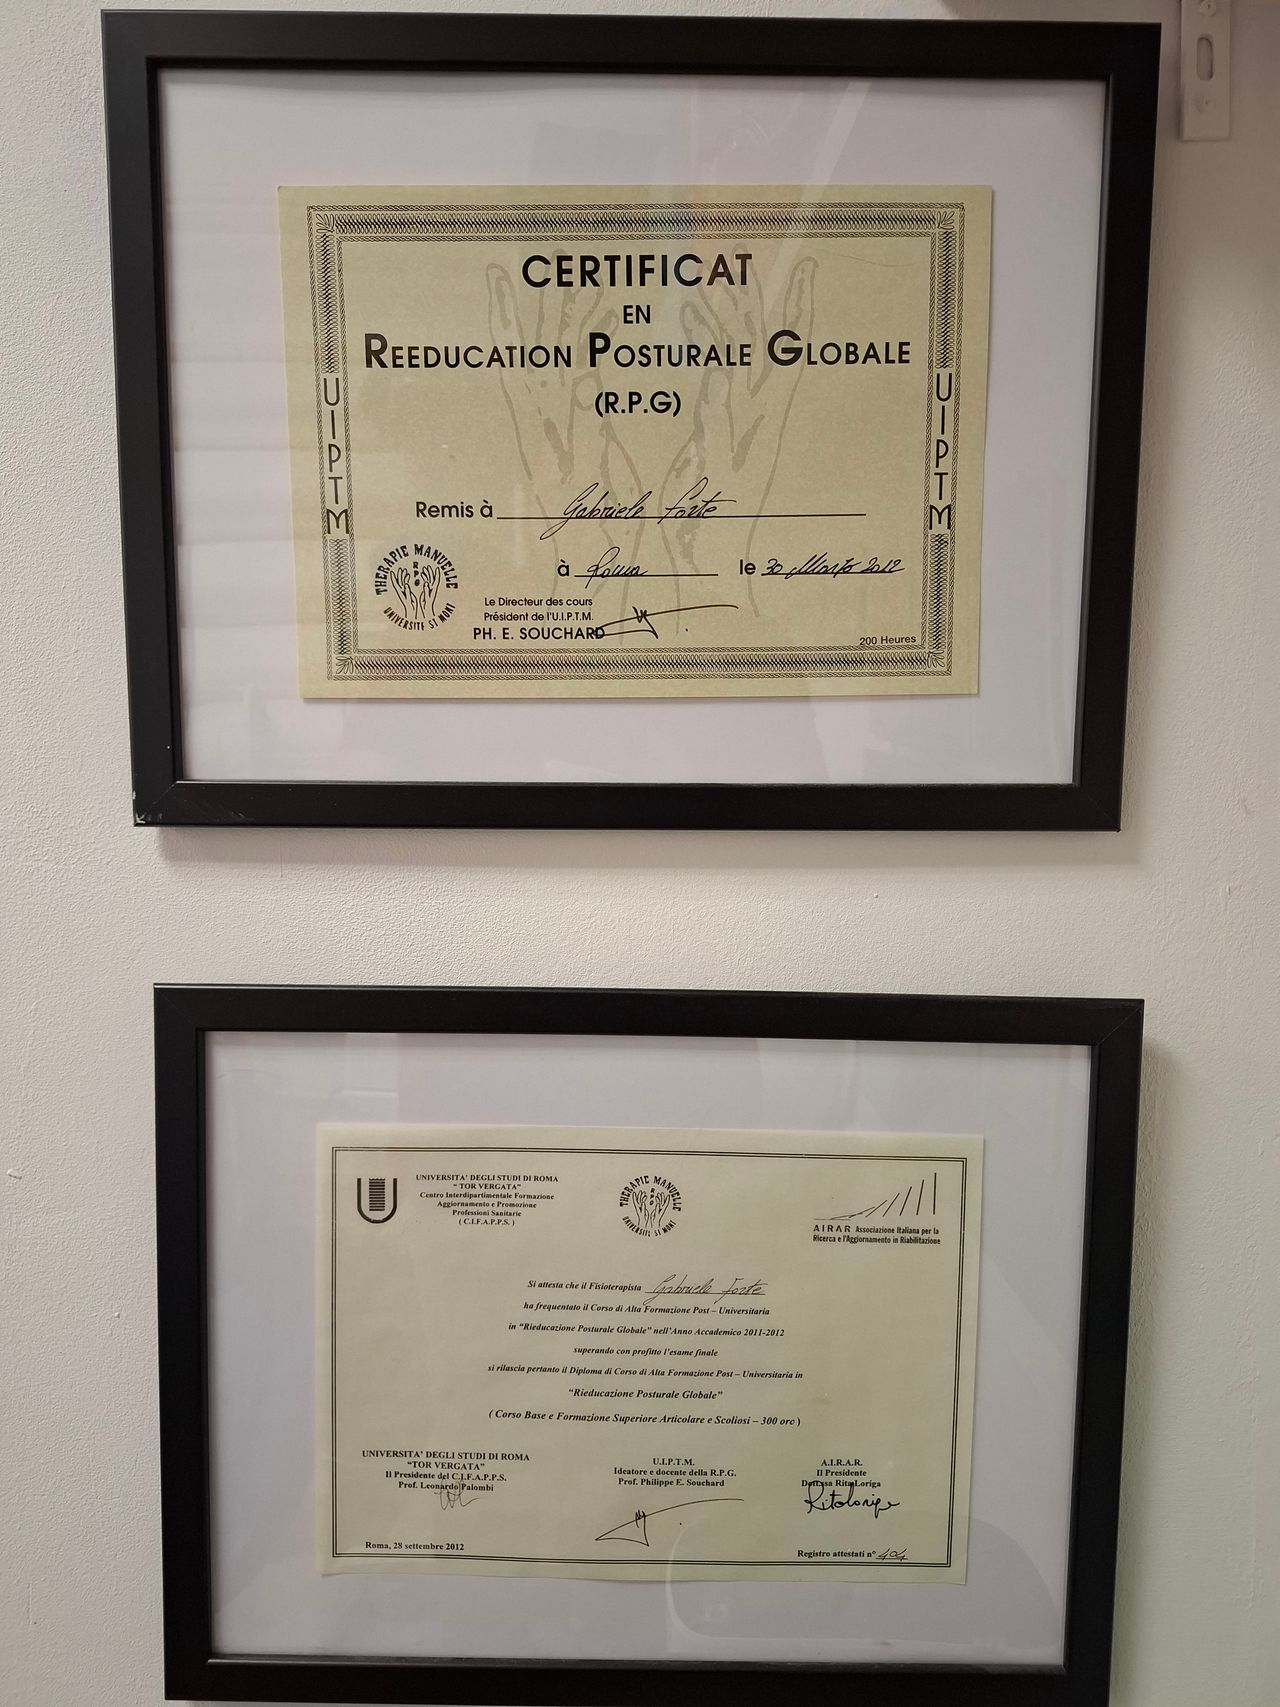 CERTIFICAT
EN
REEDUCATION POSTURALE GLOBALE
(R.P.G)
UIPTM
UIPTM
Remis à Gabriele Forte
à Roma le 30 Marzo 2012
THERAPIE MANUELLE
RPG
UNIVERSITE ST MONT
Le Directeur des cours
Président de l'U.I.P.T.M.
PH. E. SOUCHARD
200 Heures
UNIVERSITA' DEGLI STUDI DI ROMA
"TOR VERGATA"
Centro Interdipartimentale Formazione
Aggiornamento e Promozione
Professioni Sanitarie
( C.I.F.A.P.P.S. )
THERAPIE MANUELLE
RPG
UNIVERSITE ST MONT
AIRAR Associazione Italiana per la
Ricerca e l'Aggiornamento in Riabilitazione
Si attesta che il Fisioterapista Gabriele Forte
ha frequentato il Corso di Alta Formazione Post – Universitaria
in "Rieducazione Posturale Globale" nell'Anno Accademico 2011-2012
superando con profitto l'esame finale
si rilascia pertanto il Diploma di Corso di Alta Formazione Post – Universitaria in
"Rieducazione Posturale Globale"
( Corso Base e Formazione Superiore Articolare e Scoliosi – 300 ore )
UNIVERSITA' DEGLI STUDI DI ROMA
"TOR VERGATA"
Il Presidente del C.I.F.A.P.P.S.
Prof. Leonardo Palombi
U.I.P.T.M.
Ideatore e docente della R.P.G.
Prof. Philippe E. Souchard
A.I.R.A.R.
Il Presidente
Dott.ssa Rita Loriga
Rita Loriga
Roma, 28 settembre 2012
Registro attestati n°